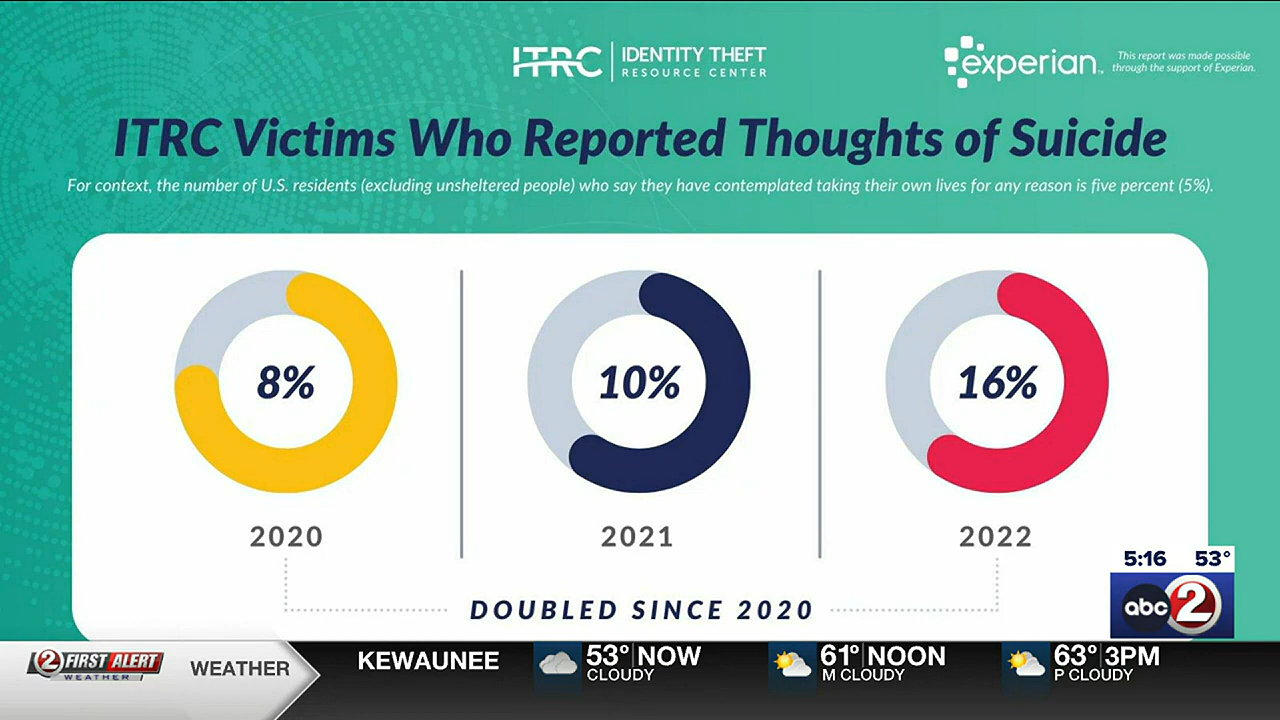 ITRC
IDENTITY THEFT
RESOURCE CENTER
experian™
This report was made possible
through the support of Experian.
ITRC Victims Who Reported Thoughts of Suicide
For context, the number of U.S. residents (excluding unsheltered people) who say they have contemplated taking their own lives for any reason is five percent (5%).
8%
10%
16%
2020
2021
2022
DOUBLED SINCE 2020
5:16 53°
abc 2
2 FIRST ALERT
WEATHER
WEATHER
KEWAUNEE
53° NOW
CLOUDY
61° NOON
M CLOUDY
63° 3PM
P CLOUDY